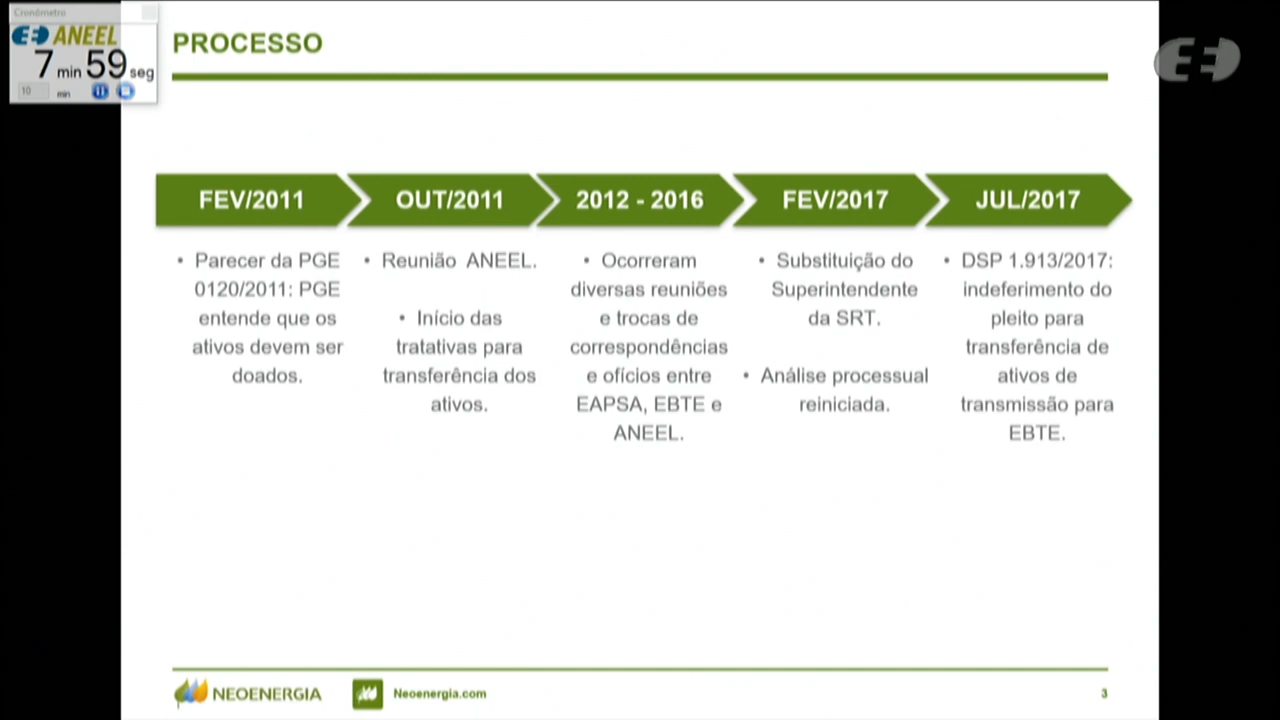 Cronômetro
ANEEL
7 min 59 seg
10 min
PROCESSO
FEV/2011
OUT/2011
2012 - 2016
FEV/2017
JUL/2017
• Parecer da PGE
0120/2011: PGE
entende que os
ativos devem ser
doados.
• Reunião ANEEL.
• Início das
tratativas para
transferência dos
ativos.
• Ocorreram
diversas reuniões
e trocas de
correspondências
e ofícios entre
EAPSA, EBTE e
ANEEL.
• Substituição do
Superintendente
da SRT.
• Análise processual
reiniciada.
• DSP 1.913/2017:
indeferimento do
pleito para
transferência de
ativos de
transmissão para
EBTE.
NEOENERGIA
Neoenergia.com
3